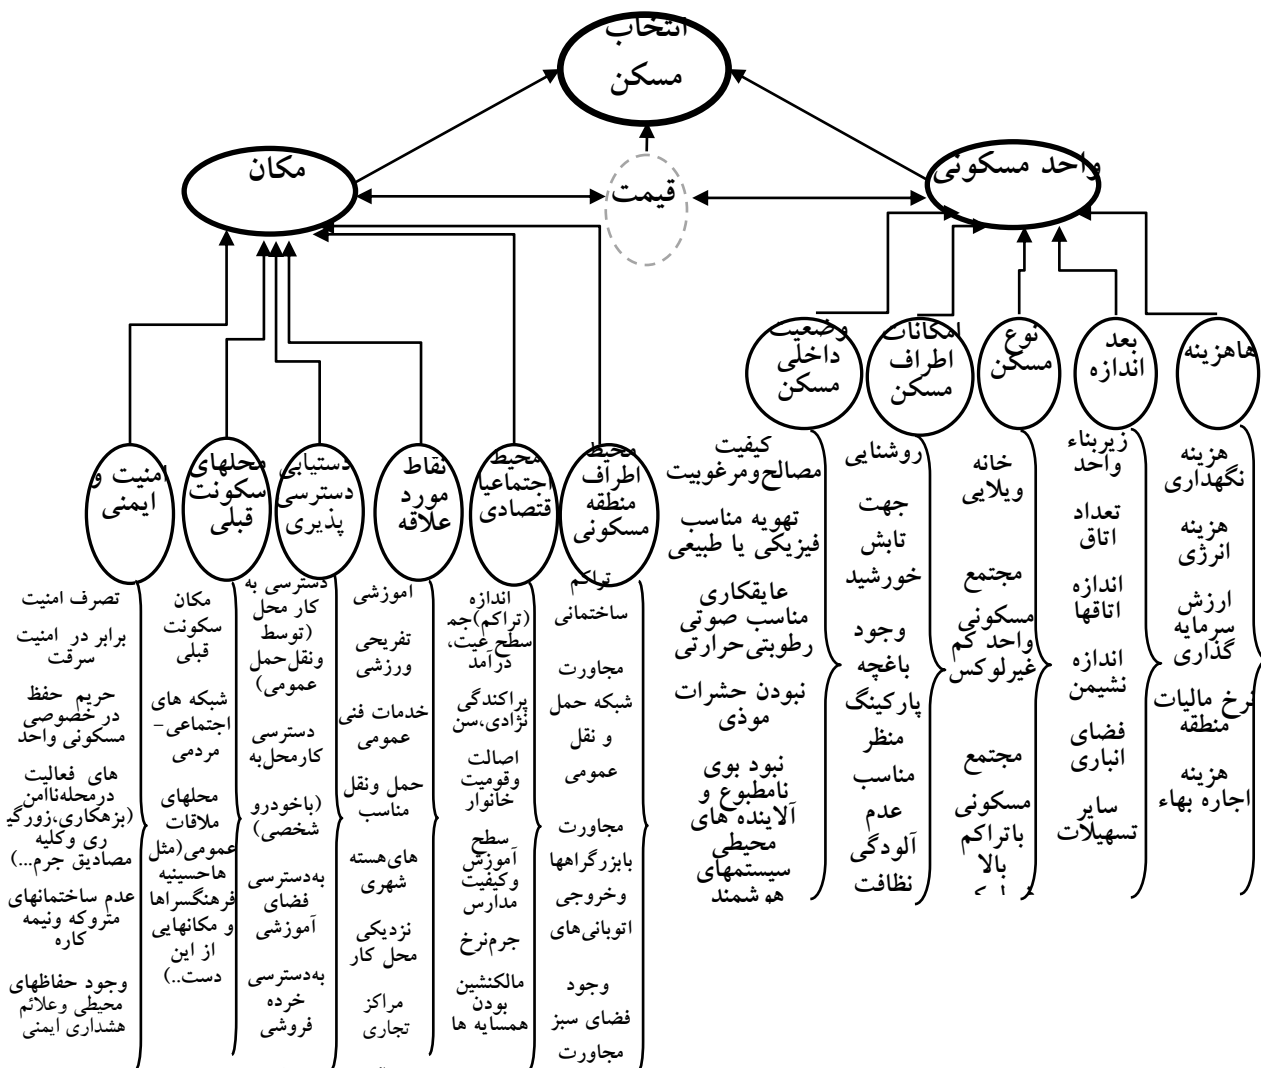 انتخاب
مسکن
واحد مسکونی
قیمت
مکان
هاهزینه
بعد
اندازه
نوع
مسکن
امکانات
اطراف
مسکن
وضعیت
داخلی
مسکن
هزینه
نگهداری
هزینه
انرژی
ارزش
سرمایه
گذاری
نرخ مالیات
منطقه
هزینه
اجاره بهاء
زیربناء
واحد
تعداد
اتاق
اندازه
اتاقها
اندازه
نشیمن
فضای
انباری
سایر
تسهیلات
خانه
ویلایی
مجتمع
مسکونی
واحد کم
غیرلوکس
مجتمع
مسکونی
باتراکم
بالا
روشنایی
جهت
تابش
خورشید
وجود
باغچه
پارکینگ
منظر
مناسب
عدم
آلودگی
نظافت
کیفیت
مصالح‌ومرغوبیت
تهویه مناسب
فیزیکی یا طبیعی
عایقکاری
مناسب صوتی
رطوبتی‌حرارتی
نبودن حشرات
موذی
نبود بوی
نامطبوع و
آلاینده های
محیطی
سیستمهای
هوشمند
محیط
اطراف
منطقه
مسکونی
محیط
اجتماعیا
قتصادی
نقاط
مورد
علاقه
دستیابی
دسترسی
پذیری
محلهای
سکونت
قبلی
امنیت و
ایمنی
تراکم
ساختمانی
مجاورت
شبکه حمل
و نقل
عمومی
مجاورت
بابزرگراهها
وخروجی
اتوبانی‌های
وجود
فضای سبز
مجاورت
اندازه
(تراکم)جمـ
سطح عیت،
درآمد
پراکندگی
نژادی،سن
اصالت
وقومیت
خانوار
سطح
آموزش
وکیفیت
مدارس
جرم‌نرخ
مالکنشین
بودن
همسایه ها
آموزشی
تفریحی
ورزشی
خدمات فنی
عمومی
حمل ونقل
مناسب
های‌هسته
شهری
نزدیکی
محل کار
مراکز
تجاری
دسترسی به
کار محل
(توسط
ونقل‌حمل
عمومی)
دسترسی
کارمحل‌به
(باخودرو
شخصی)
به‌دسترسی
فضای
آموزشی
به‌دسترسی
خرده
فروشی
مکان
سکونت
قبلی
شبکه های
اجتماعی-
مردمی
محلهای
ملاقات
عمومی(مثل
هاحسینیه
فرهنگسراها
و مکانهایی
از این
دست..)
تصرف امنیت
برابر در امنیت
سرقت
حریم حفظ
در خصوصی
مسکونی واحد
های فعالیت
درمحله‌ناامن
(بزهکاری،زورگیـ
ری وکلیه
مصادیق جرم...)
عدم ساختمانهای
متروکه ونیمه
کاره
وجود حفاظهای
محیطی وعلائم
هشداری ایمنی